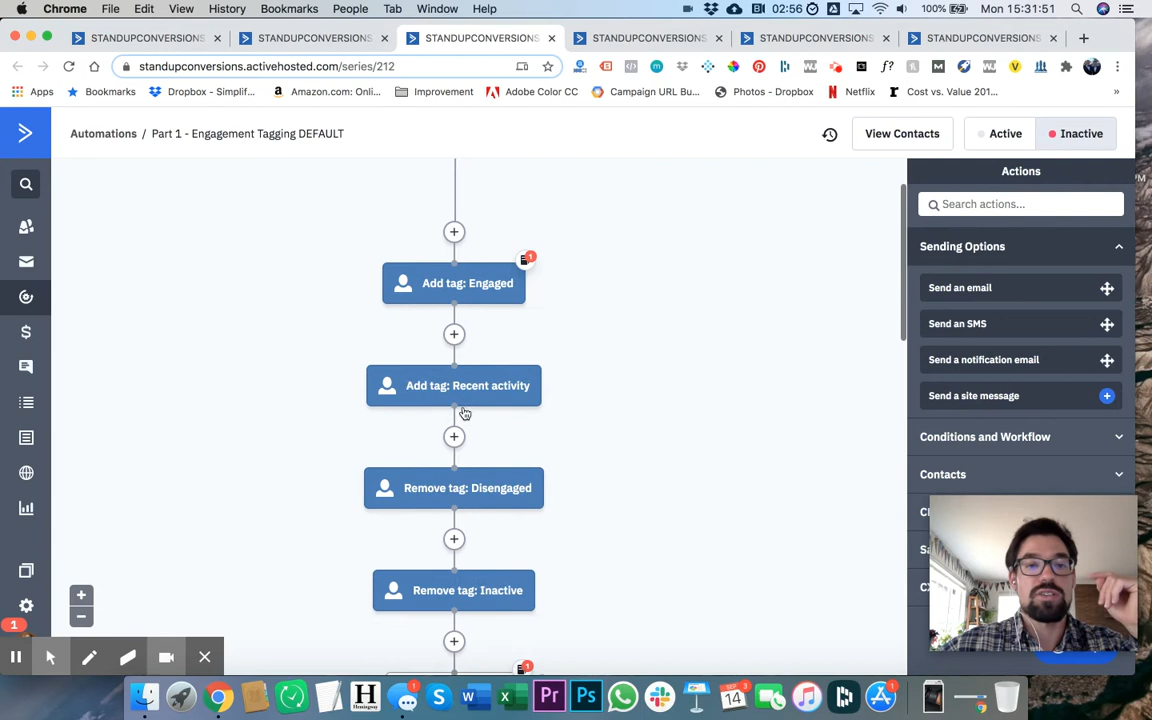 Chrome File Edit View History Bookmarks People Tab Window Help 02:56 100% Mon 15:31:51
STANDUPCONVERSIONS × STANDUPCONVERSIONS × STANDUPCONVERSIONS × STANDUPCONVERSIONS × STANDUPCONVERSIONS × STANDUPCONVERSIONS × +
standupconversions.activehosted.com/series/212
Apps Bookmarks Dropbox - Simplif... Amazon.com: Onli... Improvement Adobe Color CC Campaign URL Bu... Photos - Dropbox Netflix Cost vs. Value 201... »
Automations / Part 1 - Engagement Tagging DEFAULT View Contacts Active Inactive
Actions
Search actions...
Sending Options
Add tag: Engaged 1
Send an email
Send an SMS
Send a notification email
Add tag: Recent activity
Send a site message
Conditions and Workflow
Contacts
Remove tag: Disengaged
Remove tag: Inactive
1
1